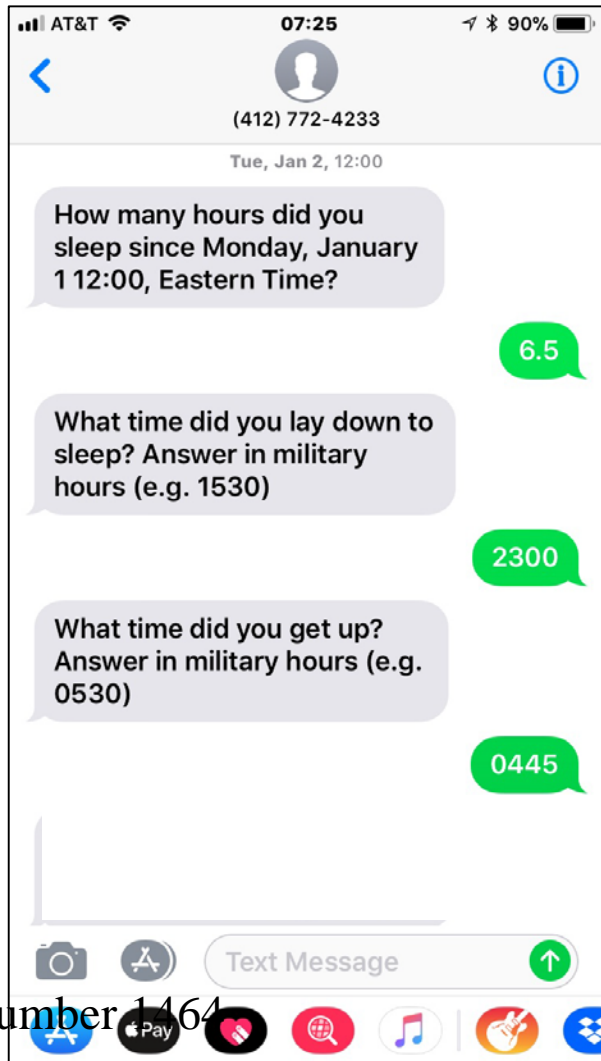 AT&T 07:25 90%
(412) 772-4233
Tue, Jan 2, 12:00
How many hours did you
sleep since Monday, January
1 12:00, Eastern Time?
6.5
What time did you lay down to
sleep? Answer in military
hours (e.g. 1530)
2300
What time did you get up?
Answer in military hours (e.g.
0530)
0445
Text Message
umber 1464
Pay